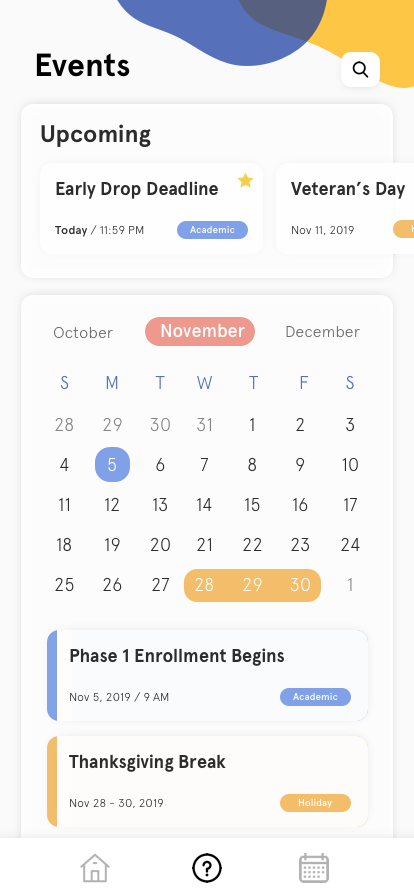 Events
Upcoming
Early Drop Deadline
Today / 11:59 PM Academic
Veteran's Day
Nov 11, 2019
October November December
S M T W T F S
28 29 30 31 1 2 3
4 5 6 7 8 9 10
11 12 13 14 15 16 17
18 19 20 21 22 23 24
25 26 27 28 29 30 1
Phase 1 Enrollment Begins
Nov 5, 2019 / 9 AM Academic
Thanksgiving Break
Nov 28 - 30, 2019 Holiday
?